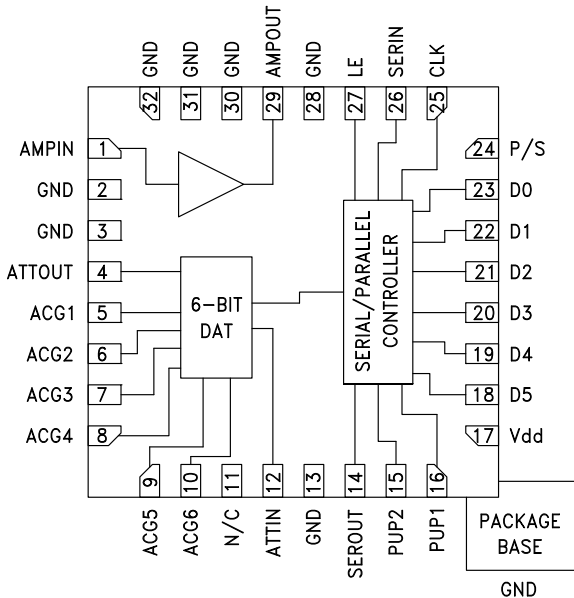 GND
GND
GND
AMPOUT
GND
LE
SERIN
CLK
32
31
30
29
28
27
26
25
AMPIN
1
24
P/S
GND
2
23
D0
GND
3
22
D1
ATTOUT
4
21
D2
ACG1
5
20
D3
ACG2
6
19
D4
ACG3
7
18
D5
ACG4
8
17
Vdd
6-BIT
DAT
SERIAL/PARALLEL
CONTROLLER
9
10
11
12
13
14
15
16
ACG5
ACG6
N/C
ATTIN
GND
SEROUT
PUP2
PUP1
PACKAGE
BASE
GND